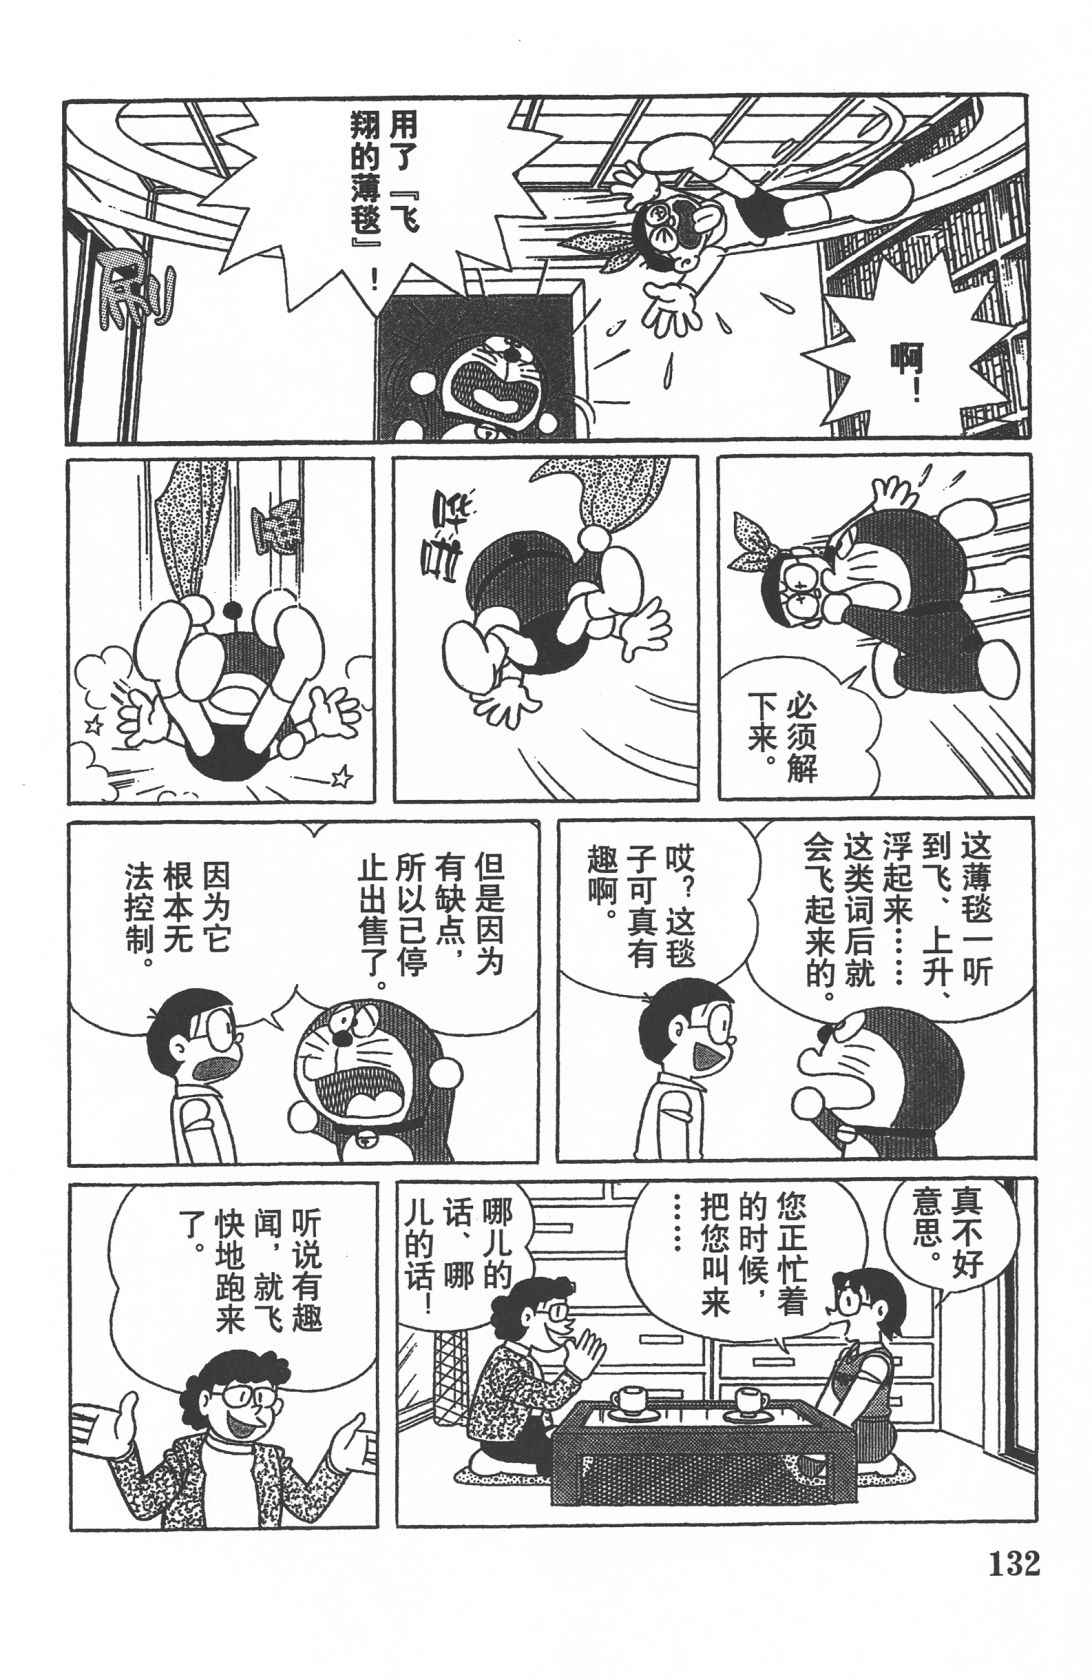 啊！
用了『飞
翔的薄毯』！
刷
必须解
下来。
哗
啦
嗵
这薄毯一听
到飞、上升、
浮起来……
这类词后就
会飞起来的。
哎？这毯
子可真有
趣啊。
但是因为
有缺点，
所以已停
止出售了。
因为它
根本无
法控制。
真不好
意思。
您正忙着
的时候，
把您叫来
……
哪儿的
话、哪
儿的话！
听说有趣
闻，就飞
快地跑来
了。
132